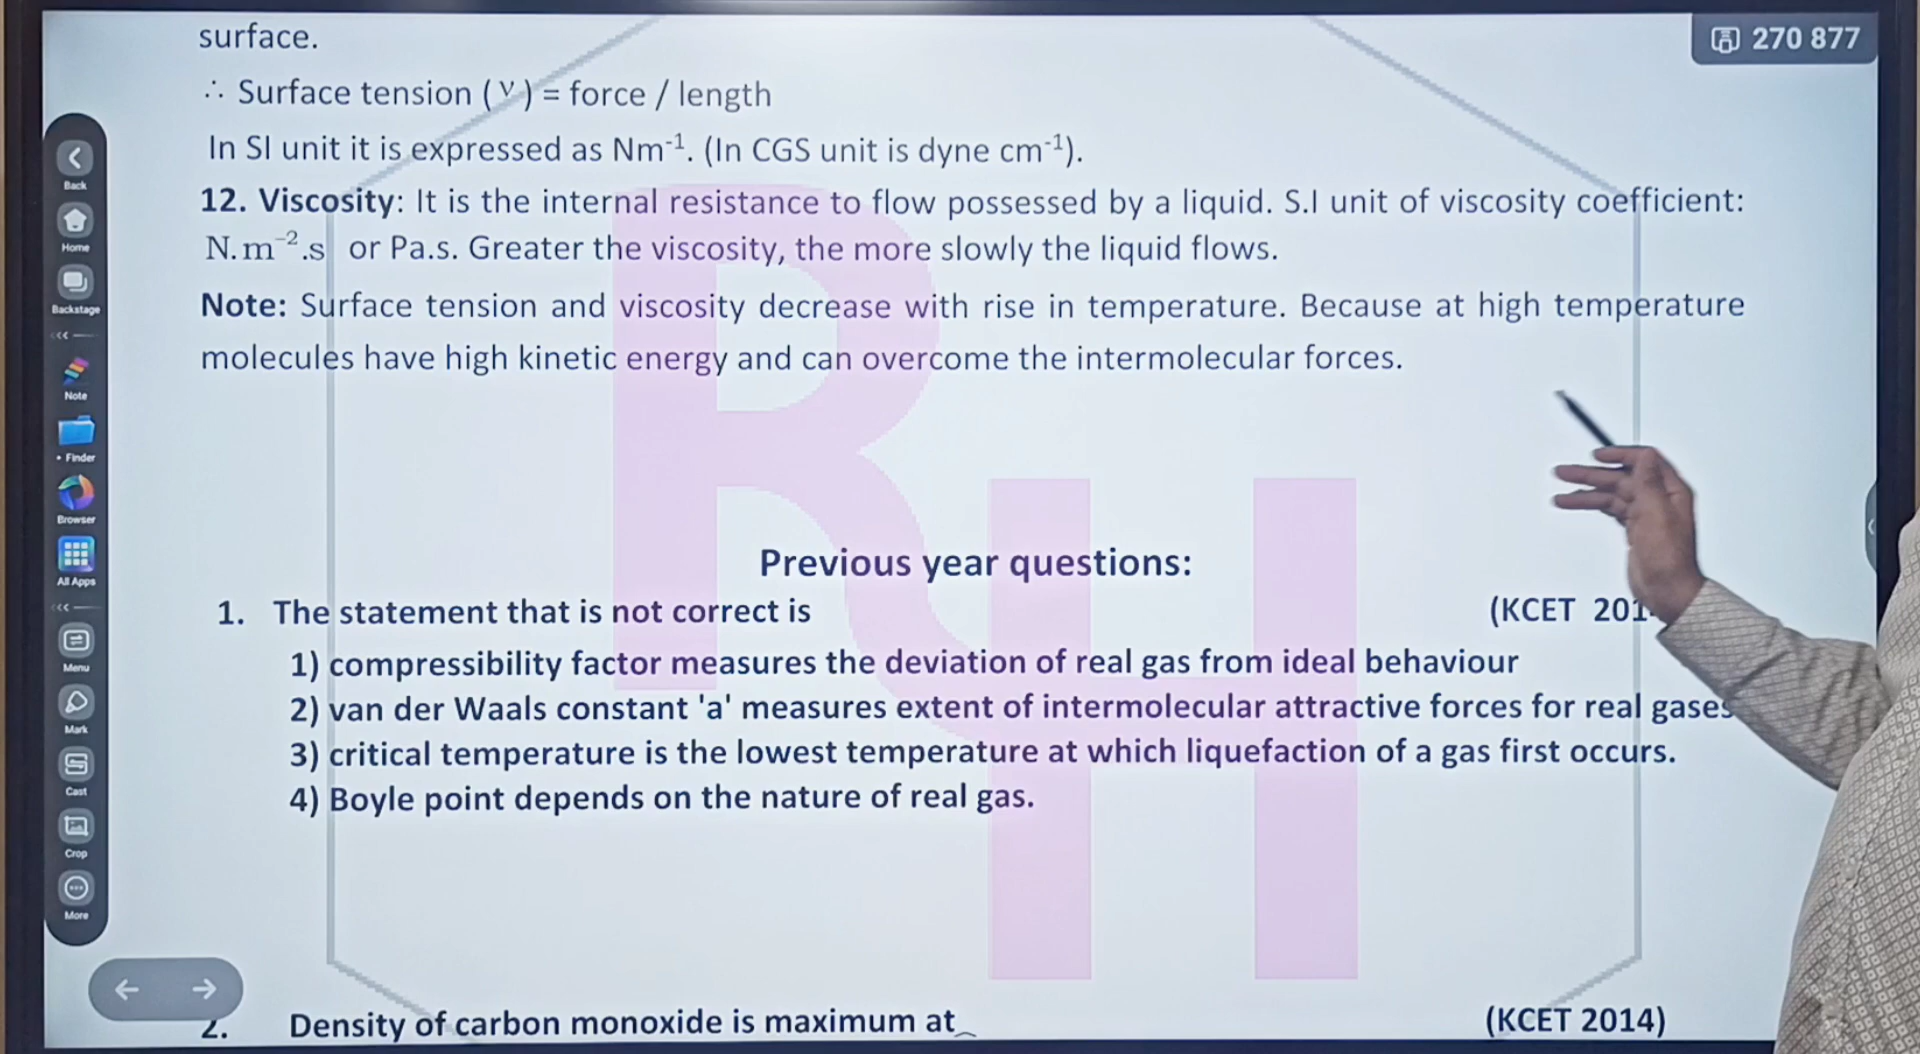 surface.
270 877
∴ Surface tension (γ) = force / length
In SI unit it is expressed as Nm⁻¹. (In CGS unit is dyne cm⁻¹).
12. Viscosity: It is the internal resistance to flow possessed by a liquid. S.I unit of viscosity coefficient:
N.m⁻².s or Pa.s. Greater the viscosity, the more slowly the liquid flows.
Note: Surface tension and viscosity decrease with rise in temperature. Because at high temperature
molecules have high kinetic energy and can overcome the intermolecular forces.
Previous year questions:
1. The statement that is not correct is (KCET
1) compressibility factor measures the deviation of real gas from ideal behaviour
2) van der Waals constant 'a' measures extent of intermolecular attractive forces for real gases
3) critical temperature is the lowest temperature at which liquefaction of a gas first occurs.
4) Boyle point depends on the nature of real gas.
2. Density of carbon monoxide is maximum at (KCET 2014)
Back
Home
Backstage
Note
• Finder
Browser
All Apps
Menu
Mark
Cast
Crop
More
RH